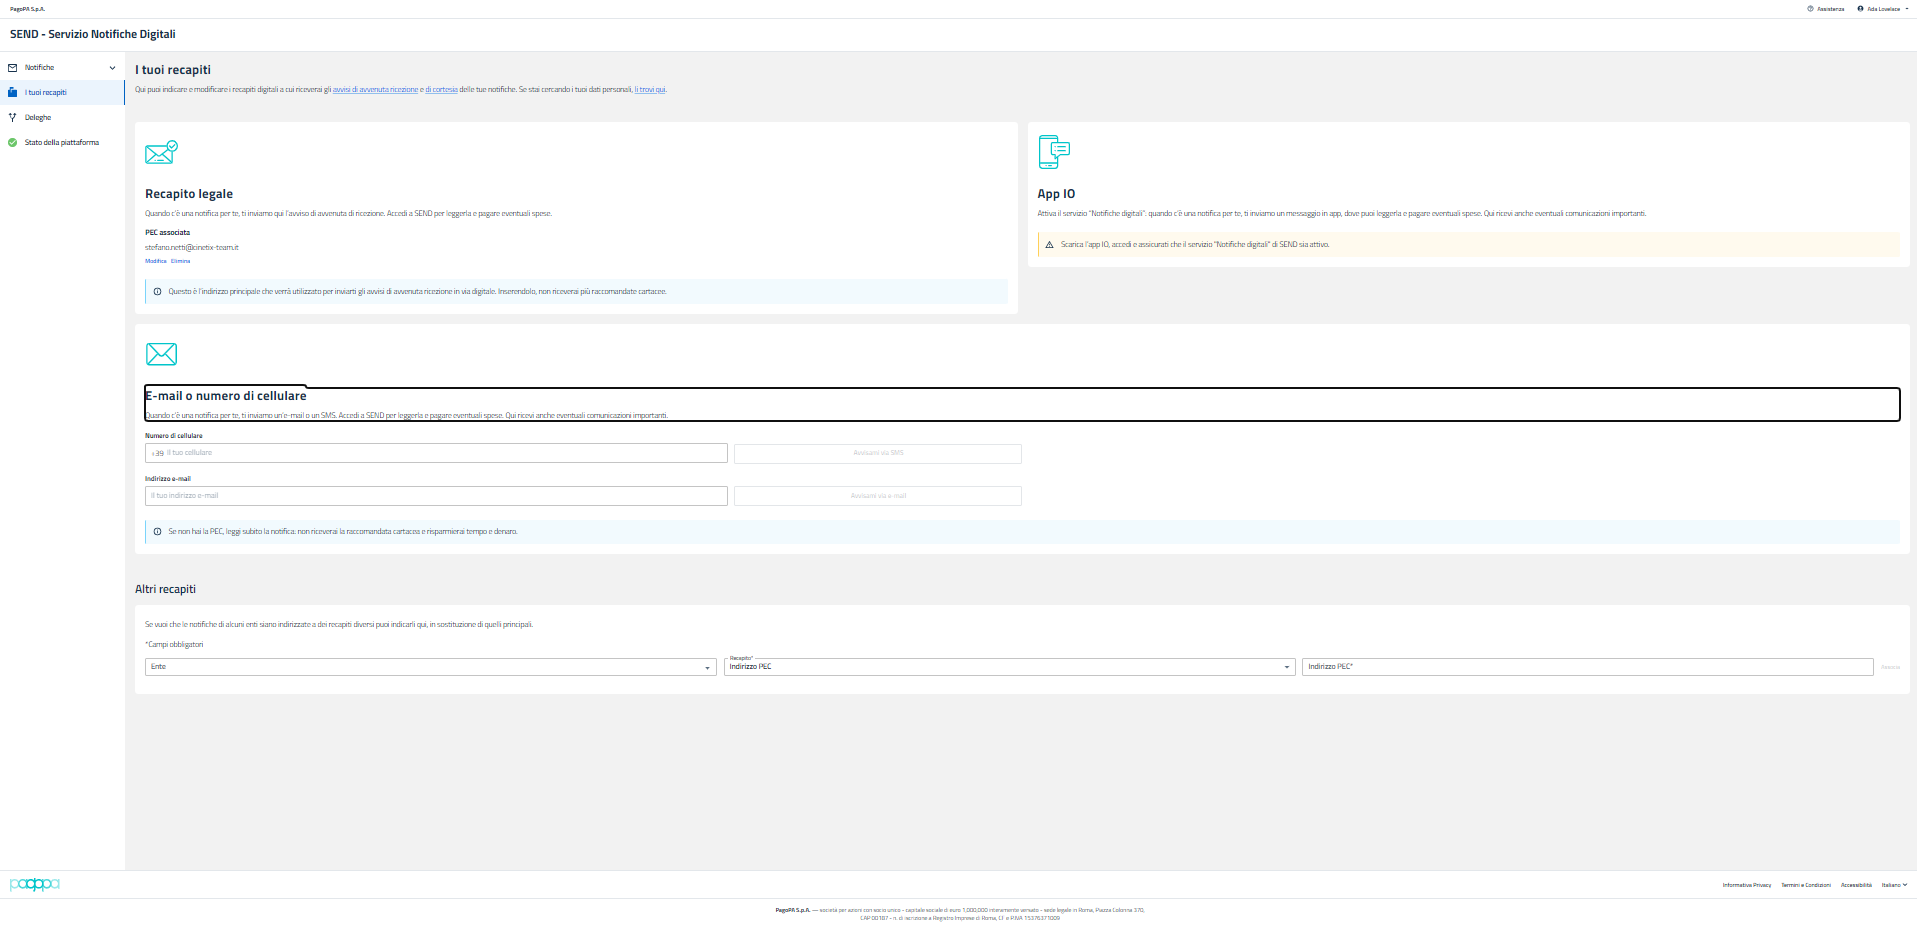 PagoPA S.p.A.
Assistenza
Ada Lovelace
SEND - Servizio Notifiche Digitali
Notifiche
I tuoi recapiti
Deleghe
Stato della piattaforma
I tuoi recapiti
Qui puoi indicare e modificare i recapiti digitali a cui riceverai gli avvisi di avvenuta ricezione e di cortesia delle tue notifiche. Se stai cercando i tuoi dati personali, li trovi qui.
Recapito legale
Quando c'è una notifica per te, ti inviamo qui l'avviso di avvenuta di ricezione. Accedi a SEND per leggerla e pagare eventuali spese.
PEC associata
stefano.netti@cinetix-team.it
Modifica Elimina
Questo è l'indirizzo principale che verrà utilizzato per inviarti gli avvisi di avvenuta ricezione in via digitale. Inserendolo, non riceverai più raccomandate cartacee.
App IO
Attiva il servizio "Notifiche digitali": quando c'è una notifica per te, ti inviamo un messaggio in app, dove puoi leggerla e pagare eventuali spese. Qui ricevi anche eventuali comunicazioni importanti.
Scarica l'app IO, accedi e assicurati che il servizio "Notifiche digitali" di SEND sia attivo.
E-mail o numero di cellulare
Quando c'è una notifica per te, ti inviamo un'e-mail o un SMS. Accedi a SEND per leggerla e pagare eventuali spese. Qui ricevi anche eventuali comunicazioni importanti.
Numero di cellulare
+39 Il tuo cellulare
Avvisami via SMS
Indirizzo e-mail
Il tuo indirizzo e-mail
Avvisami via e-mail
Se non hai la PEC, leggi subito la notifica: non riceverai la raccomandata cartacea e risparmierai tempo e denaro.
Altri recapiti
Se vuoi che le notifiche di alcuni enti siano indirizzate a dei recapiti diversi puoi indicarli qui, in sostituzione di quelli principali.
*Campi obbligatori
Ente
Recapito*
Indirizzo PEC
Indirizzo PEC*
pagopa
Informativa Privacy
Termini e Condizioni
Accessibilità
Italiano
PagoPA S.p.A. — società per azioni con socio unico - capitale sociale di euro 1,000,000 interamente versato - sede legale in Roma, Piazza Colonna 370,
CAP 00187 - n. di iscrizione a Registro Imprese di Roma, CF e P.IVA 15376371009